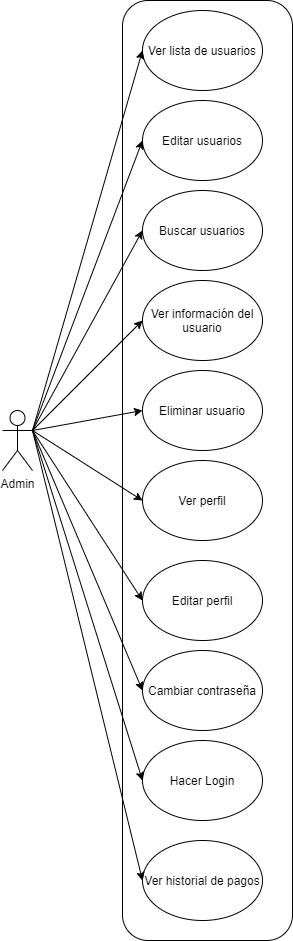 Ver lista de usuarios
Editar usuarios
Buscar usuarios
Ver información del
usuario
Eliminar usuario
Admin
Ver perfil
Editar perfil
Cambiar contraseña
Hacer Login
Ver historial de pagos